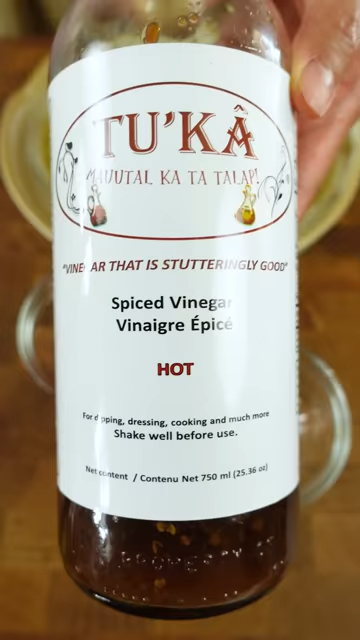 TU'KÂ
MAUUTAL KA TA TALAP!
"VINEGAR THAT IS STUTTERINGLY GOOD"
Spiced Vinegar
Vinaigre Épicé
HOT
For dipping, dressing, cooking and much more
Shake well before use.
Net content / Contenu Net 750 ml (25.36 oz)